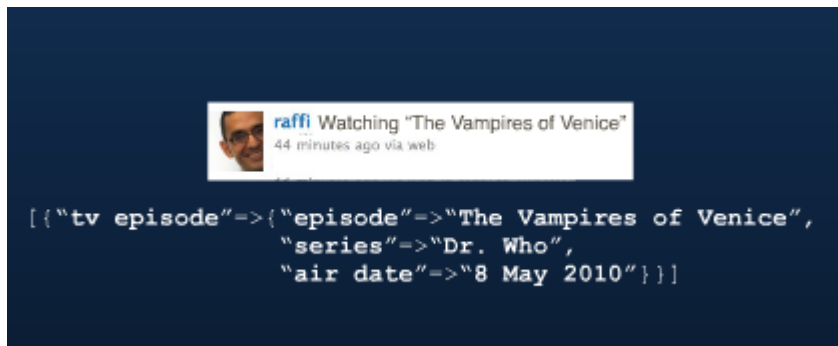 raffi Watching “The Vampires of Venice”
44 minutes ago via web
[{“tv episode”=>{“episode”=>“The Vampires of Venice”,
“series”=>“Dr. Who”,
“air date”=>“8 May 2010”}}]